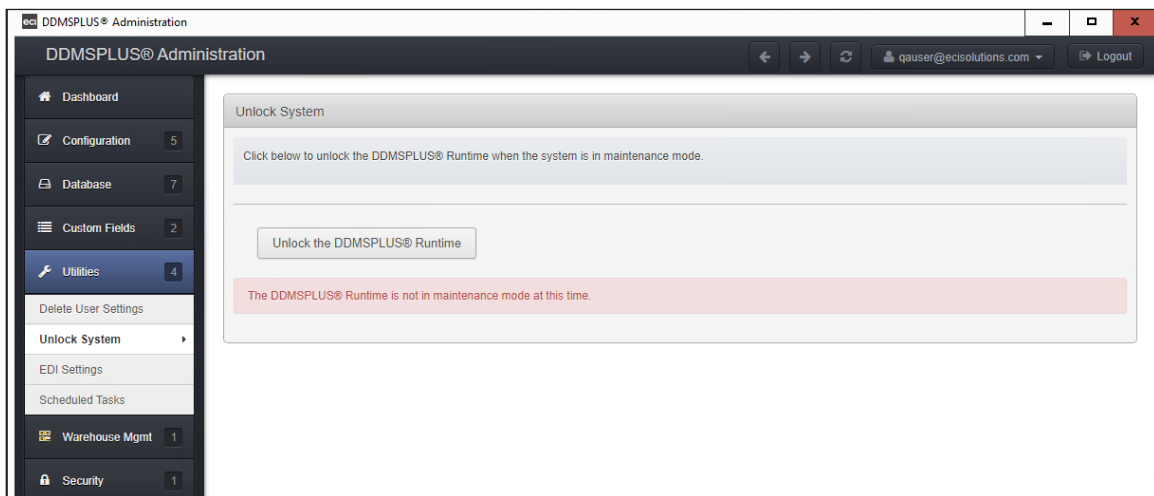 eci DDMSPLUS® Administration
DDMSPLUS® Administration
qauser@ecisolutions.com
Logout
Dashboard
Configuration 5
Database 7
Custom Fields 2
Utilities 4
Delete User Settings
Unlock System
EDI Settings
Scheduled Tasks
Warehouse Mgmt 1
Security 1
Unlock System
Click below to unlock the DDMSPLUS® Runtime when the system is in maintenance mode.
Unlock the DDMSPLUS® Runtime
The DDMSPLUS® Runtime is not in maintenance mode at this time.